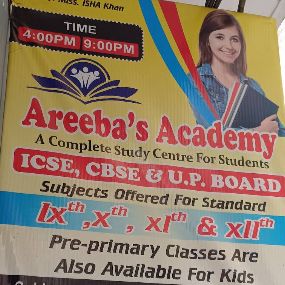 Miss. ISHA Khan
TIME
4:00PM 9:00PM
Areeba's Academy
A Complete Study Centre For Students
ICSE, CBSE & U.P. BOARD
Subjects Offered For Standard
Ixth, xth, xIth & xIIth
Pre-primary Classes Are
Also Available For Kids